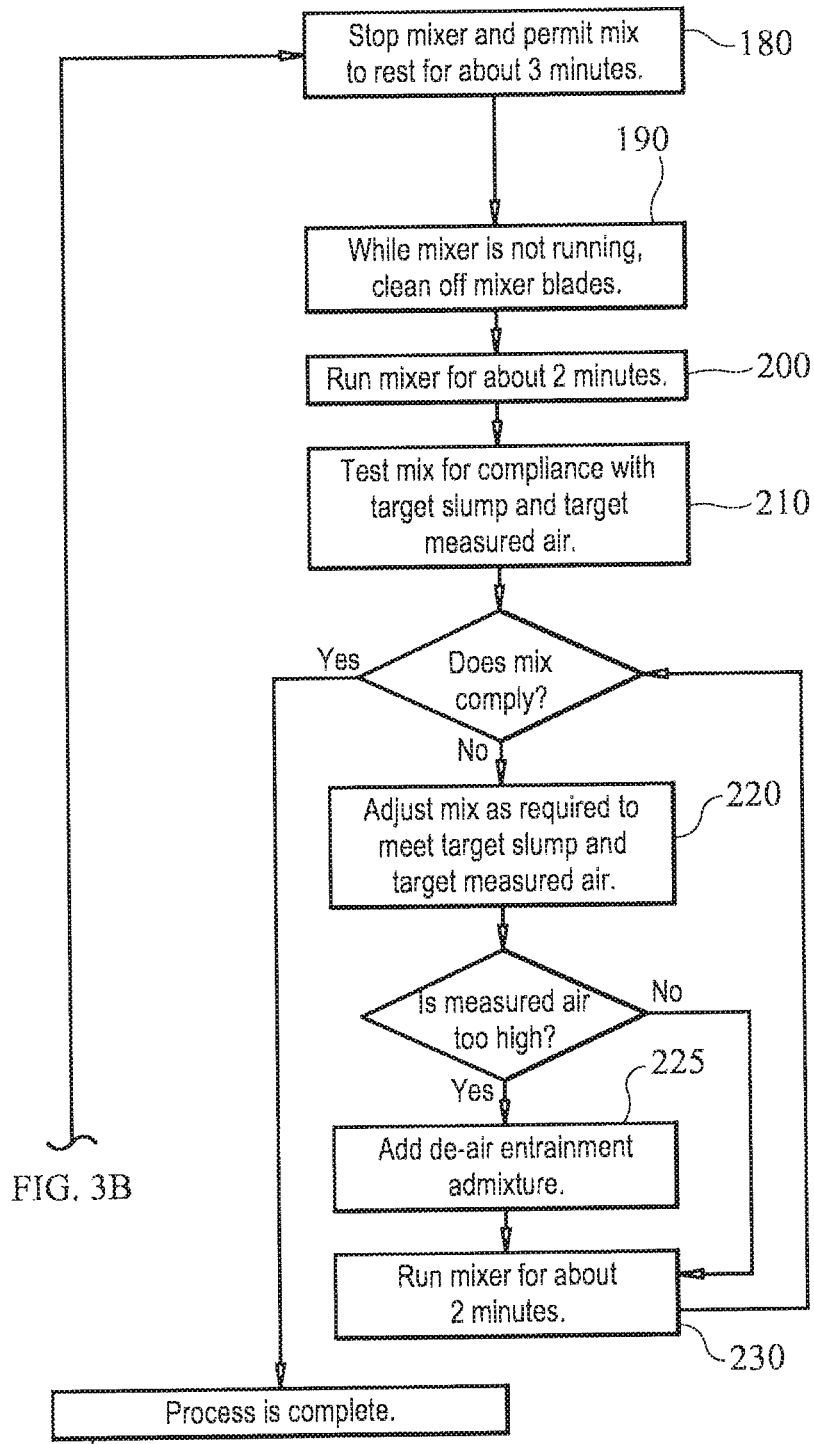 Stop mixer and permit mix
to rest for about 3 minutes.
180
190
While mixer is not running,
clean off mixer blades.
Run mixer for about 2 minutes.
200
Test mix for compliance with
target slump and target
measured air.
210
Yes
Does mix
comply?
No
Adjust mix as required to
meet target slump and
target measured air.
220
Is measured air
too high?
No
Yes
225
Add de-air entrainment
admixture.
FIG. 3B
Run mixer for about
2 minutes.
230
Process is complete.